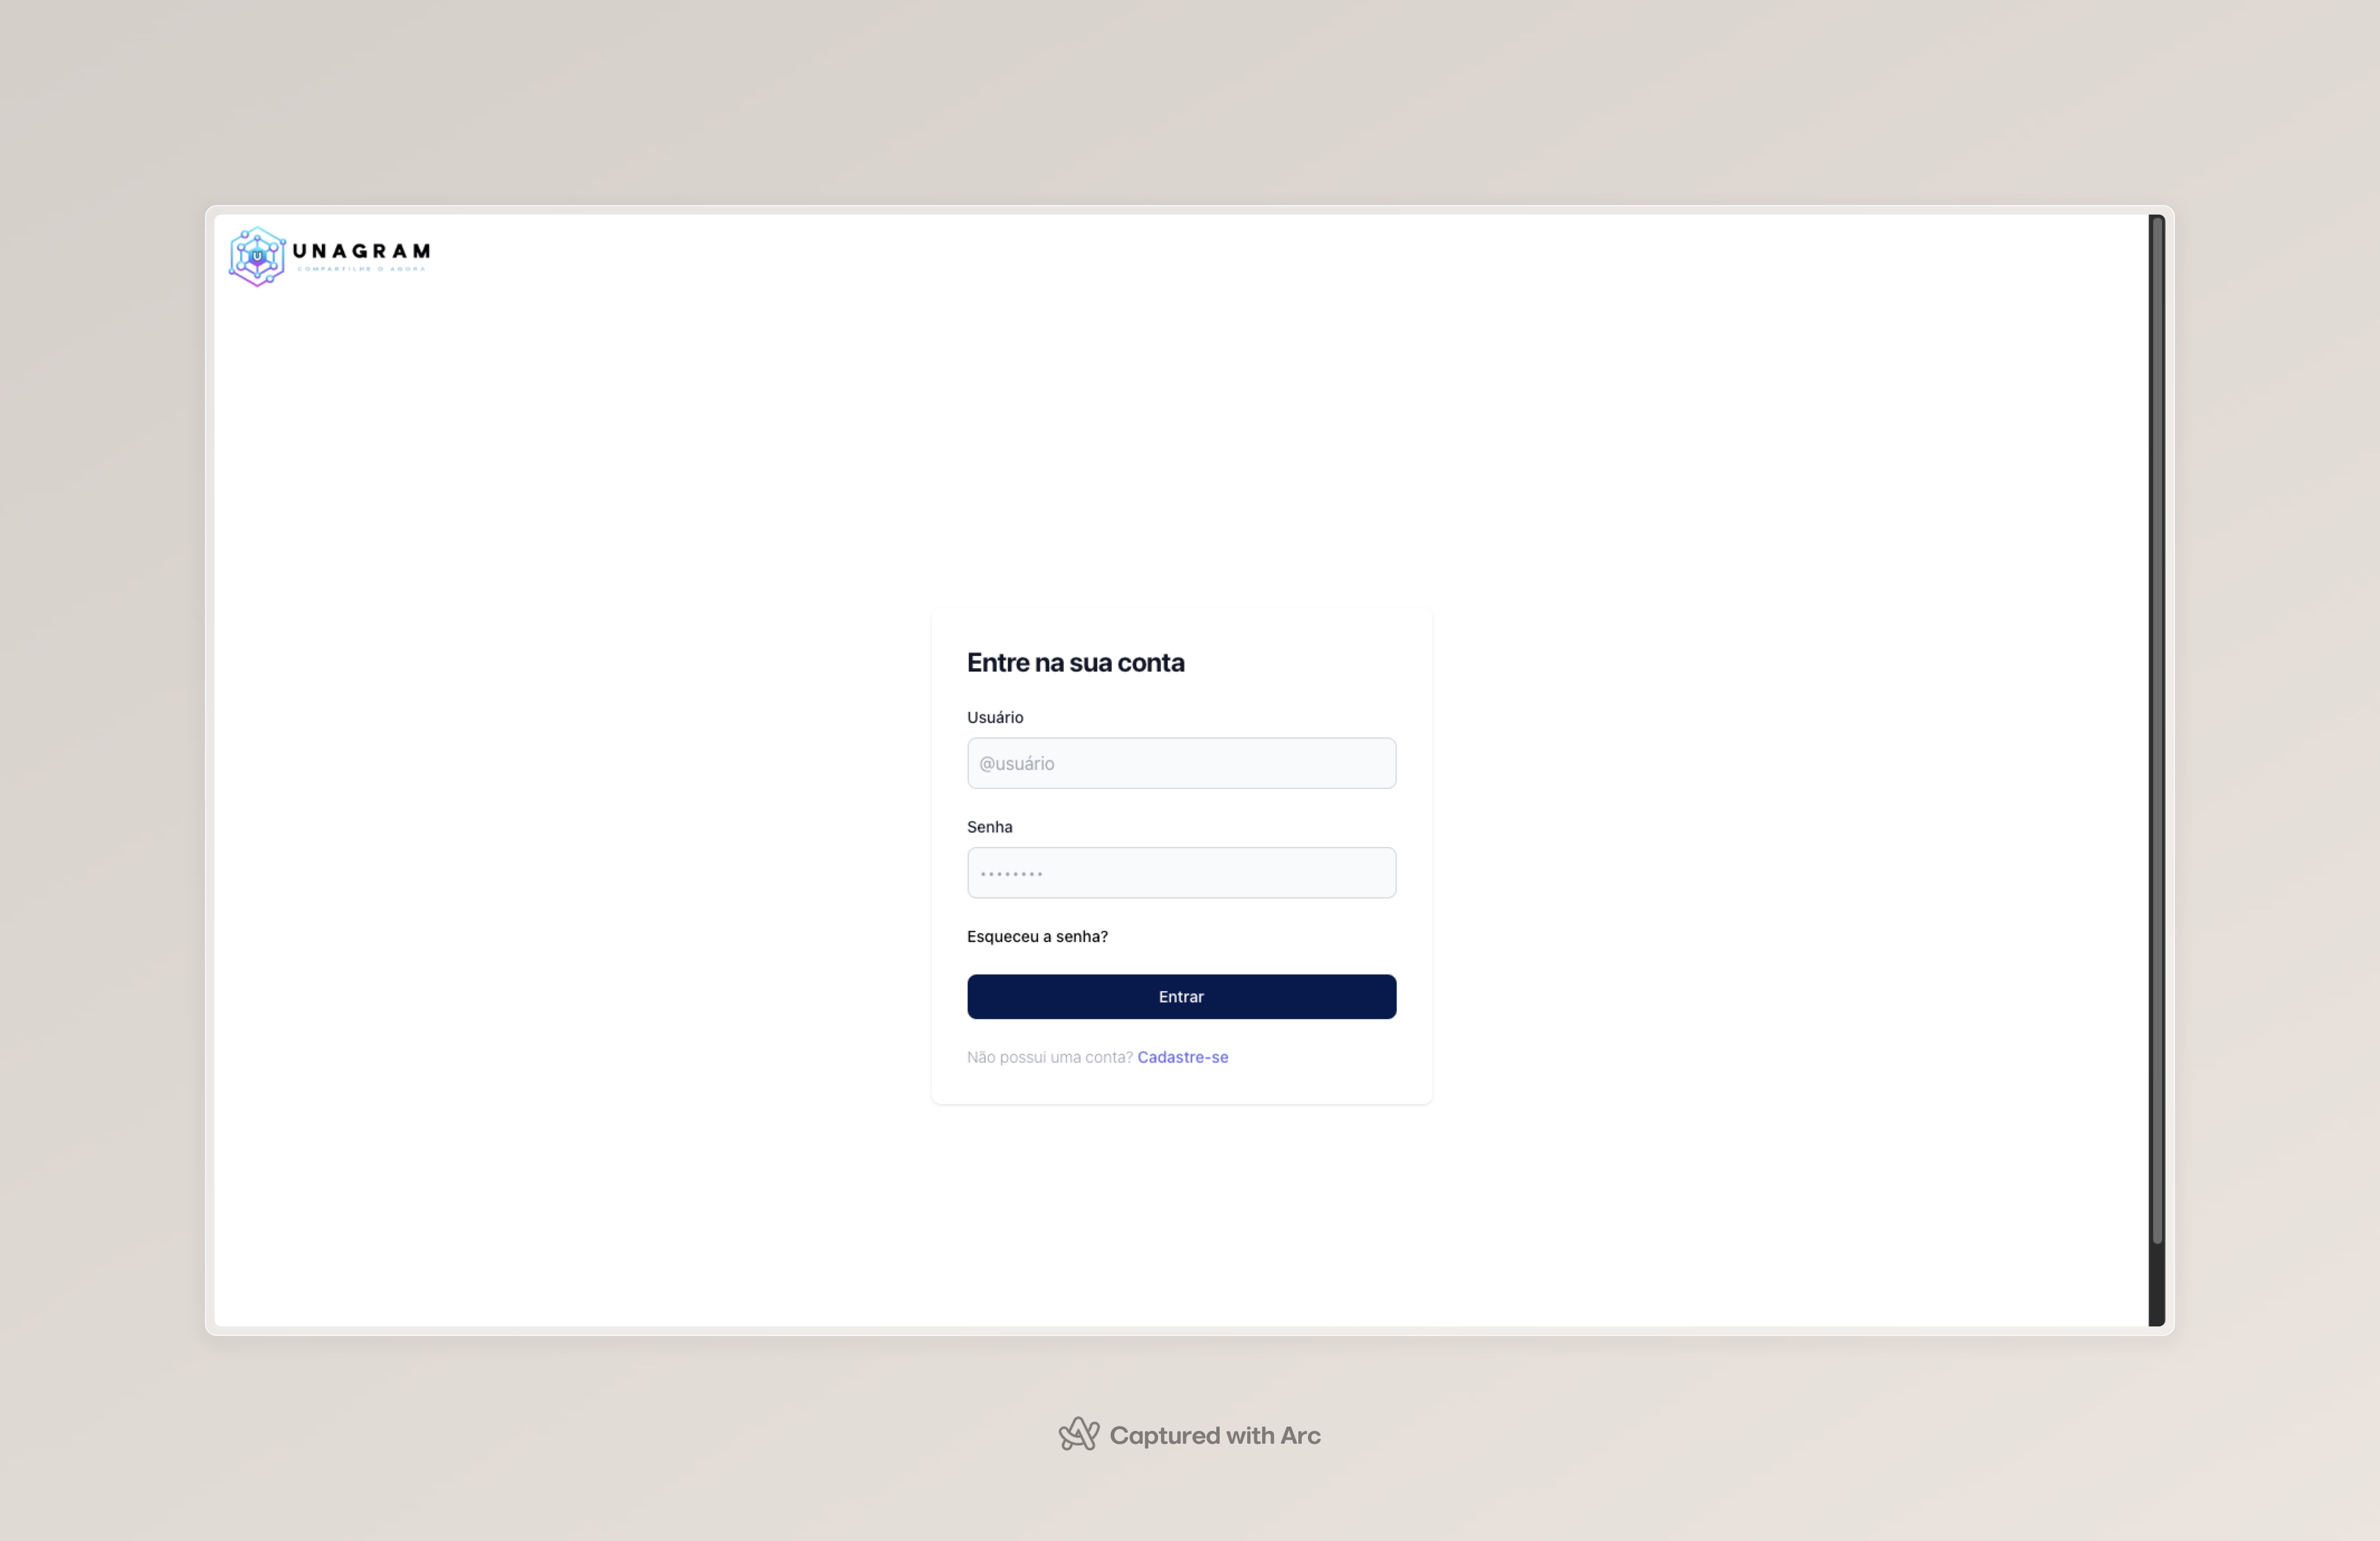 UNAGRAM
COMPARTILHE O AGORA
Entre na sua conta
Usuário
@usuário
Senha
••••••••
Esqueceu a senha?
Entrar
Não possui uma conta? Cadastre-se
Captured with Arc